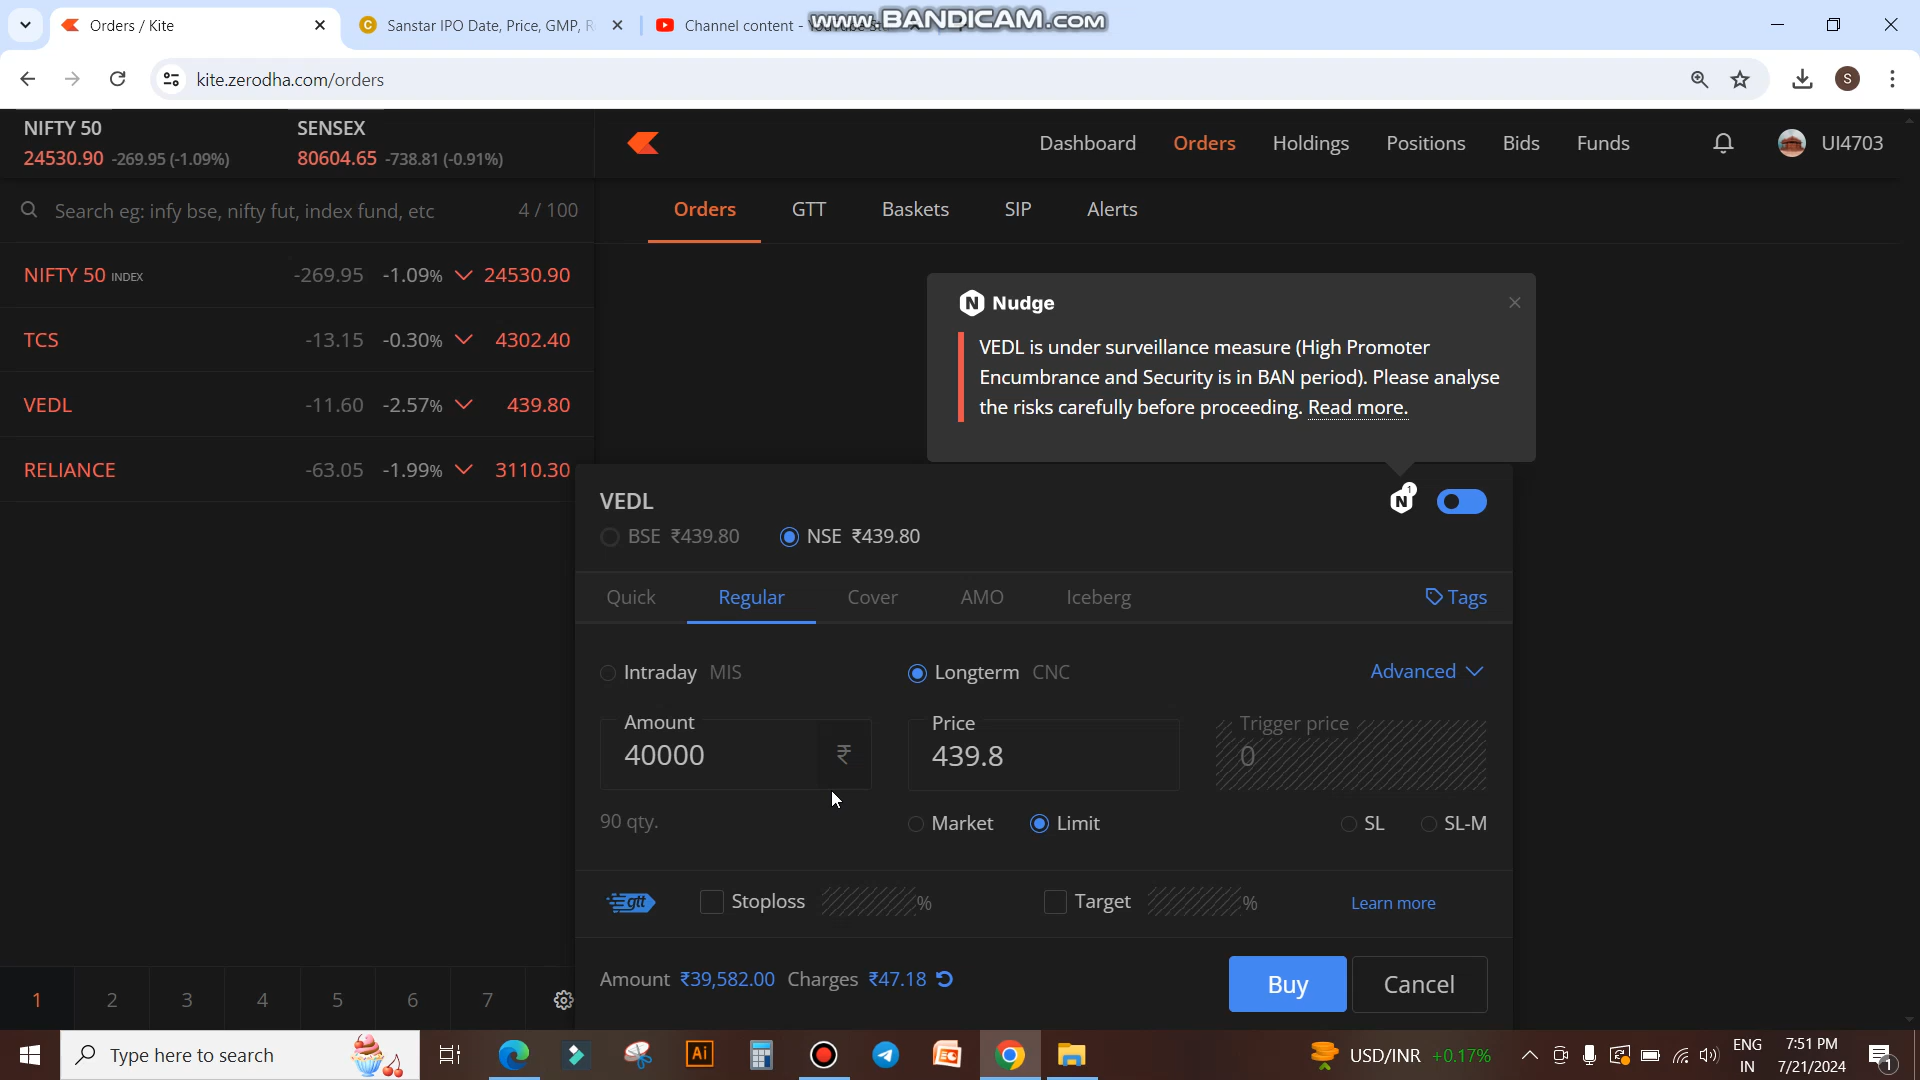 Orders / Kite
Sanstar IPO Date, Price, GMP, R
Channel content -
www.BANDICAM.com
kite.zerodha.com/orders
S
NIFTY 50
24530.90 -269.95 (-1.09%)
SENSEX
80604.65 -738.81 (-0.91%)
Dashboard
Orders
Holdings
Positions
Bids
Funds
UI4703
Search eg: infy bse, nifty fut, index fund, etc
4 / 100
Orders
GTT
Baskets
SIP
Alerts
NIFTY 50 INDEX -269.95 -1.09% 24530.90
TCS -13.15 -0.30% 4302.40
VEDL -11.60 -2.57% 439.80
RELIANCE -63.05 -1.99% 3110.30
N Nudge
VEDL is under surveillance measure (High Promoter
Encumbrance and Security is in BAN period). Please analyse
the risks carefully before proceeding. Read more.
VEDL
N 1
BSE ₹439.80
NSE ₹439.80
Quick
Regular
Cover
AMO
Iceberg
Tags
Intraday MIS
Longterm CNC
Advanced
Amount
40000 ₹
Price
439.8
Trigger price
0
90 qty.
Market
Limit
SL
SL-M
gtt
Stoploss %
Target %
Learn more
Amount ₹39,582.00 Charges ₹47.18
Buy
Cancel
1 2 3 4 5 6 7
Type here to search
Ai
USD/INR +0.17%
ENG
IN
7:51 PM
7/21/2024
1